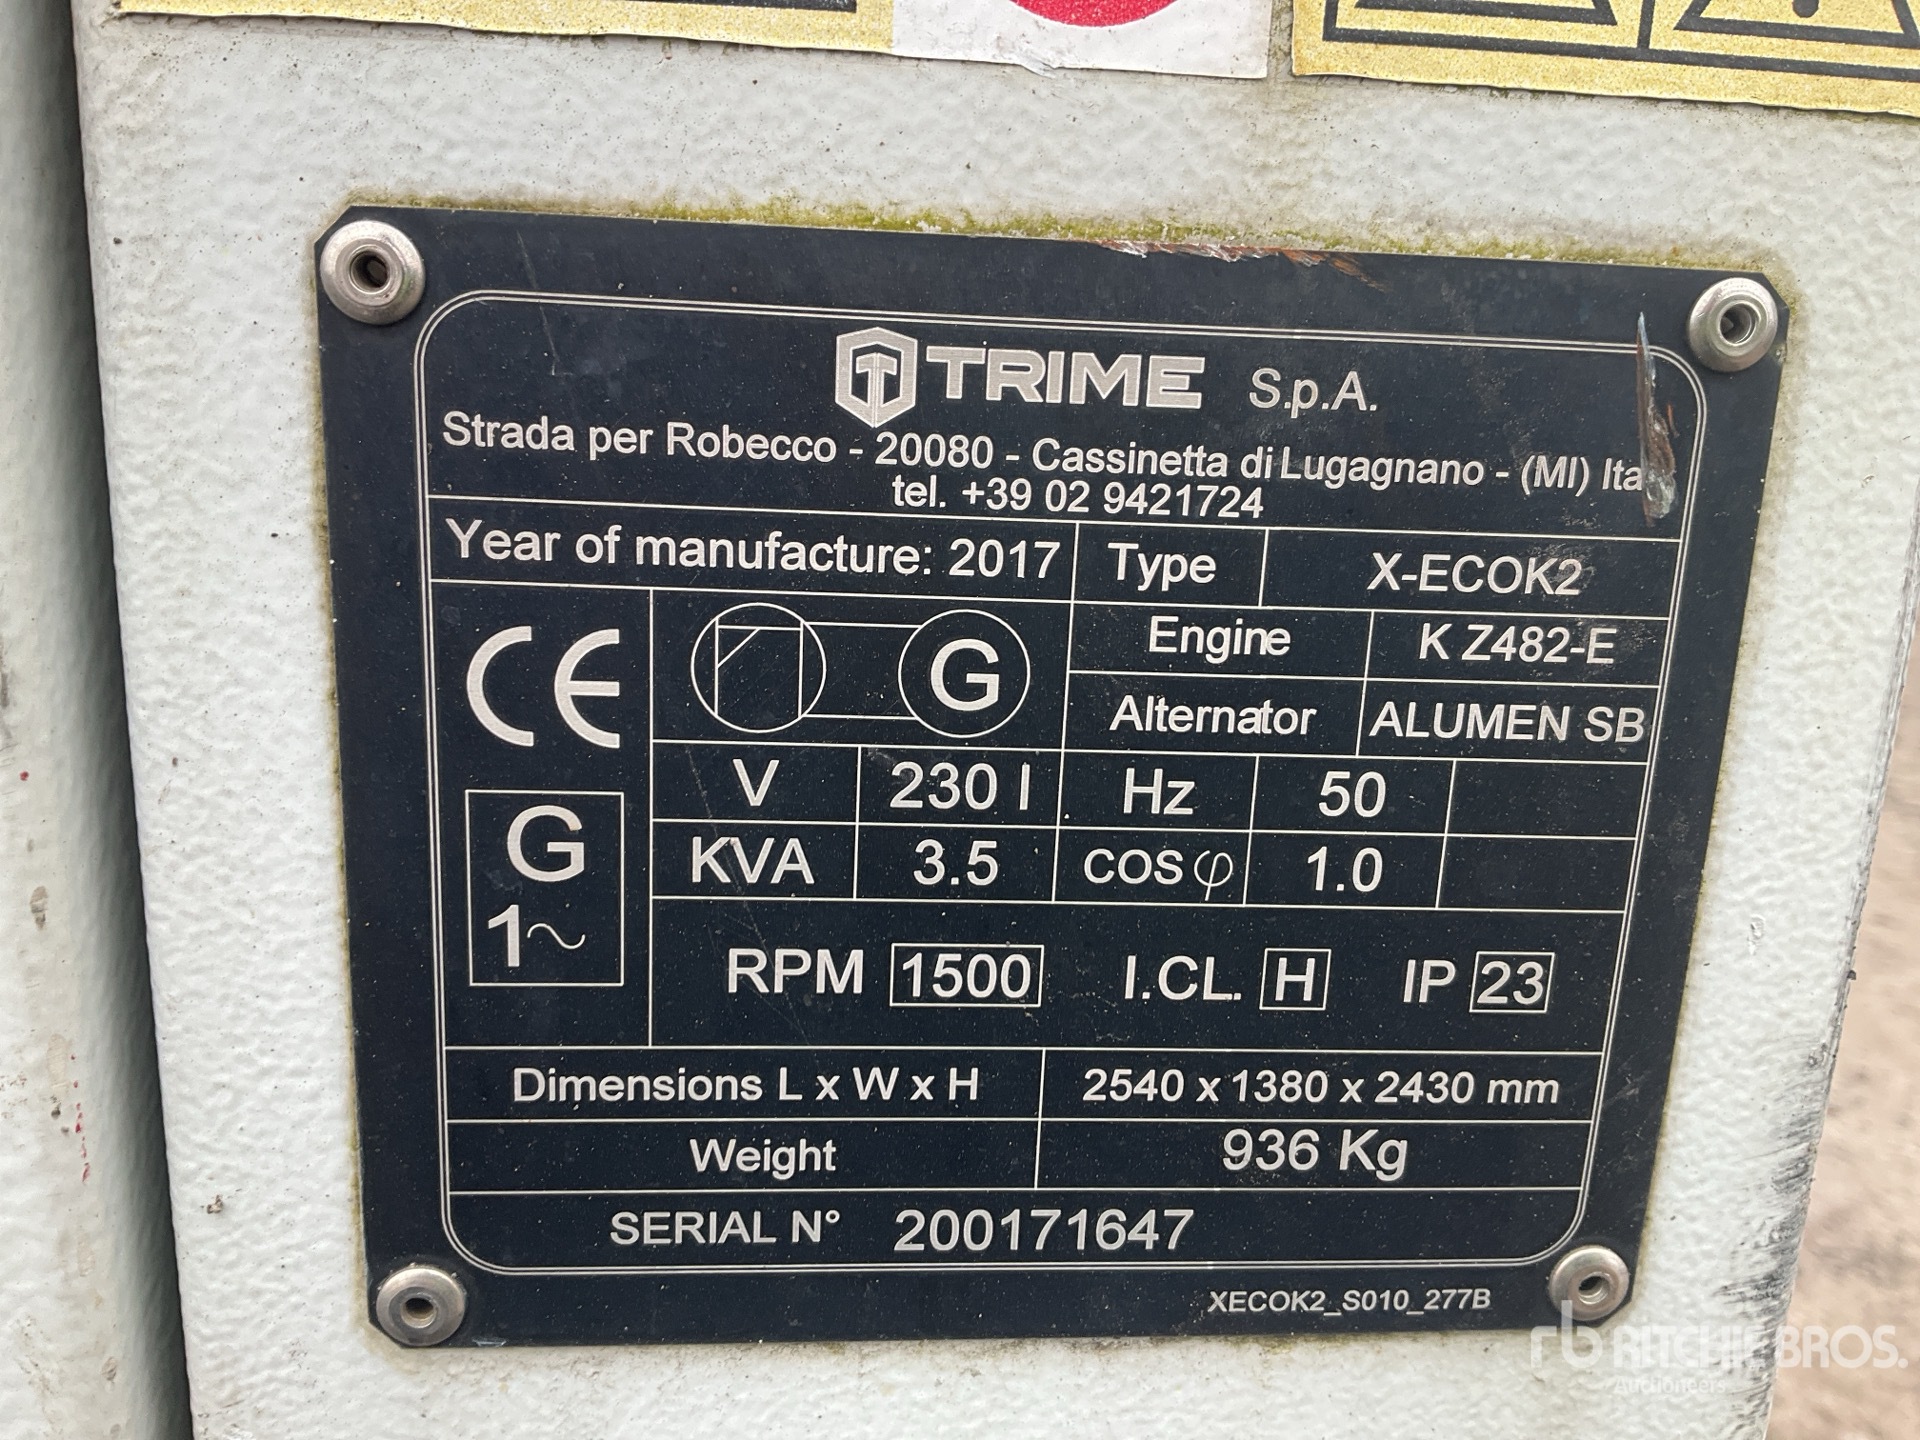 TRIME S.p.A.
Strada per Robecco - 20080 - Cassinetta di Lugagnano - (MI) Ita
tel. +39 02 9421724
Year of manufacture: 2017 Type X-ECOK2
CE G Engine K Z482-E
Alternator ALUMEN SB
V 230 I Hz 50
G KVA 3.5 COS φ 1.0
1~ RPM 1500 I.CL. H IP 23
Dimensions L x W x H 2540 x 1380 x 2430 mm
Weight 936 Kg
SERIAL N° 200171647
XECOK2_S010_277B
rb RITCHIE BROS.
Auctioneers